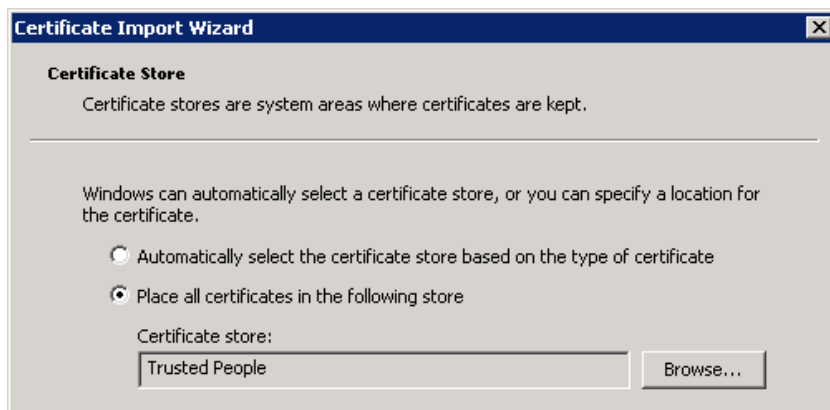 Certificate Import Wizard
Certificate Store
Certificate stores are system areas where certificates are kept.
Windows can automatically select a certificate store, or you can specify a location for
the certificate.
Automatically select the certificate store based on the type of certificate
Place all certificates in the following store
Certificate store:
Trusted People
Browse...